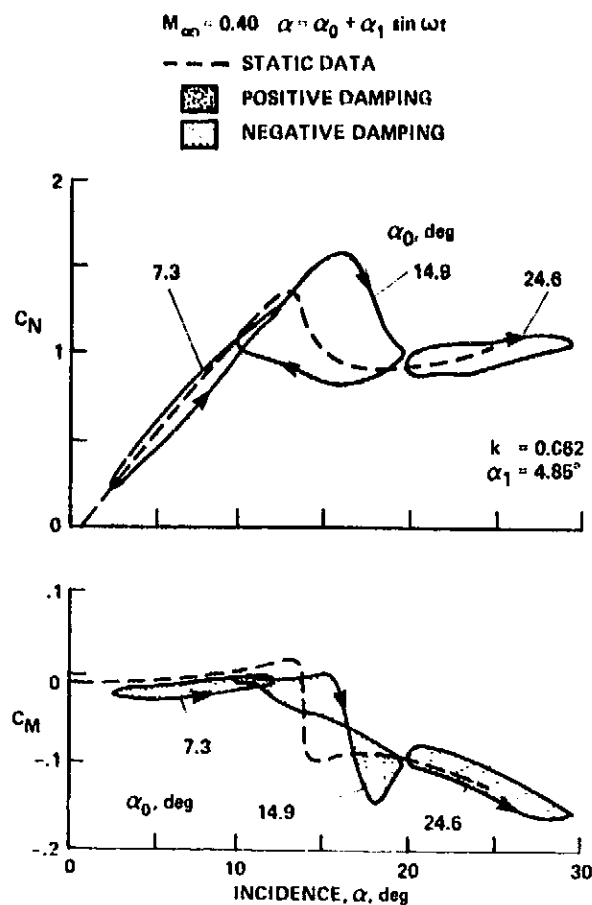 M∞ = 0.40 α = α0 + α1 sin ωt
STATIC DATA
POSITIVE DAMPING
NEGATIVE DAMPING
2
α0, deg
7.3
14.9
24.6
CN
1
k = 0.062
α1 = 4.85°
0
.1
0
CM
7.3
-.1
α0, deg
14.9
24.6
-.2
0
10
20
30
INCIDENCE, α, deg